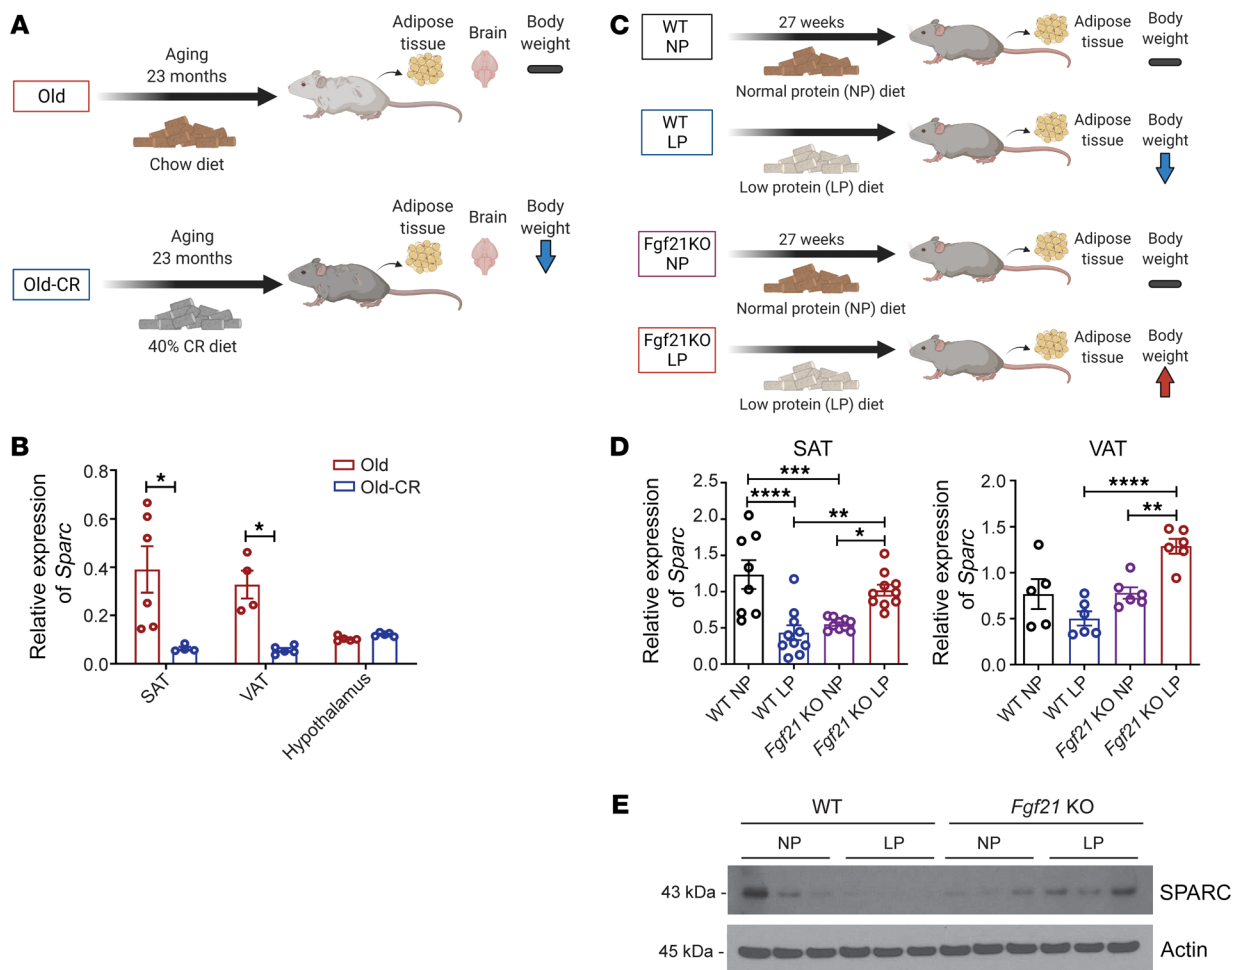 A
Old
Aging
23 months
Chow diet
Adipose
tissue
Brain
Body
weight
Old-CR
Aging
23 months
40% CR diet
Adipose
tissue
Brain
Body
weight
C
WT
NP
27 weeks
Normal protein (NP) diet
Adipose
tissue
Body
weight
WT
LP
Low protein (LP) diet
Adipose
tissue
Body
weight
Fgf21KO
NP
27 weeks
Normal protein (NP) diet
Adipose
tissue
Body
weight
Fgf21KO
LP
Low protein (LP) diet
Adipose
tissue
Body
weight
B
Relative expression
of Sparc
0.8
0.6
0.4
0.2
0.0
*
*
Old
Old-CR
SAT
VAT
Hypothalamus
D
SAT
Relative expression
of Sparc
2.5
2.0
1.5
1.0
0.5
0.0
***
****
**
*
WT NP
WT LP
Fgf21 KO NP
Fgf21 KO LP
VAT
Relative expression
of Sparc
2.0
1.5
1.0
0.5
0.0
****
**
WT NP
WT LP
Fgf21 KO NP
Fgf21 KO LP
E
WT
Fgf21 KO
NP
LP
NP
LP
43 kDa -
SPARC
45 kDa -
Actin